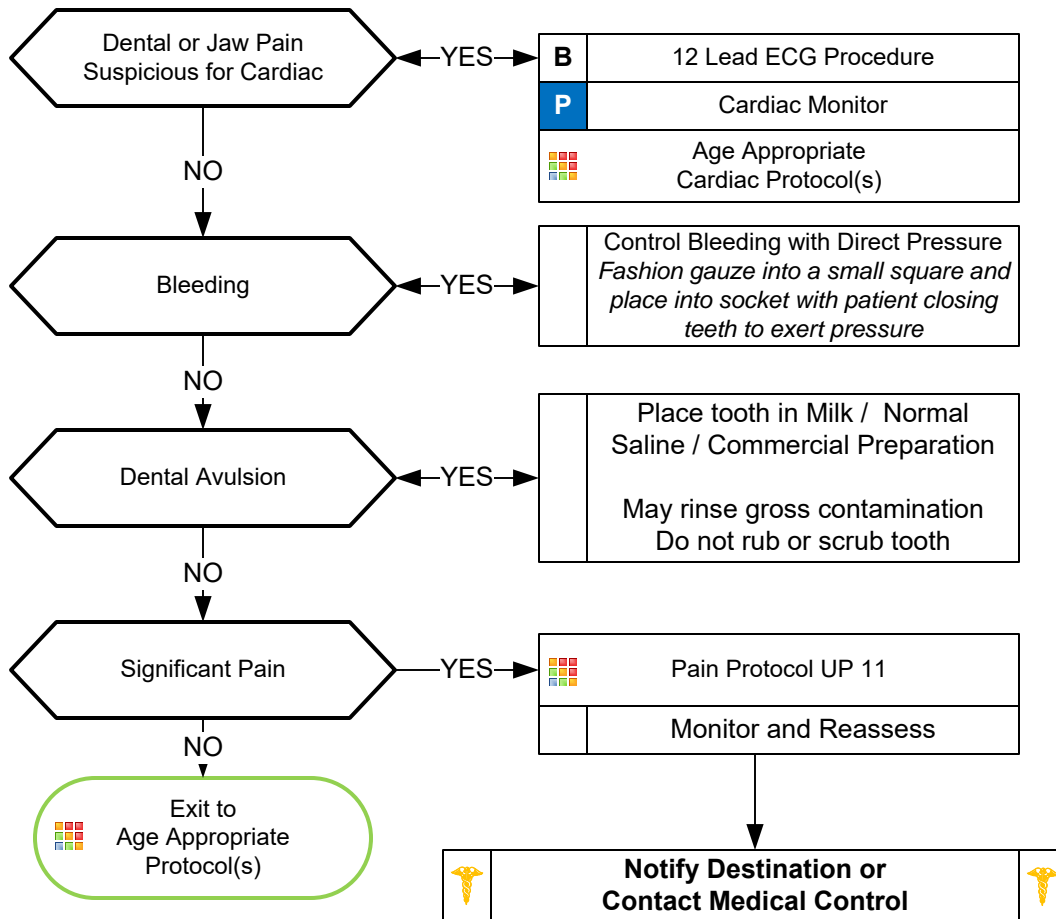 Dental or Jaw Pain
Suspicious for Cardiac
YES
B
12 Lead ECG Procedure
P
Cardiac Monitor
Age Appropriate
Cardiac Protocol(s)
NO
Bleeding
YES
Control Bleeding with Direct Pressure
Fashion gauze into a small square and
place into socket with patient closing
teeth to exert pressure
NO
Dental Avulsion
YES
Place tooth in Milk / Normal
Saline / Commercial Preparation
May rinse gross contamination
Do not rub or scrub tooth
NO
Significant Pain
YES
Pain Protocol UP 11
Monitor and Reassess
NO
Exit to
Age Appropriate
Protocol(s)
Notify Destination or
Contact Medical Control